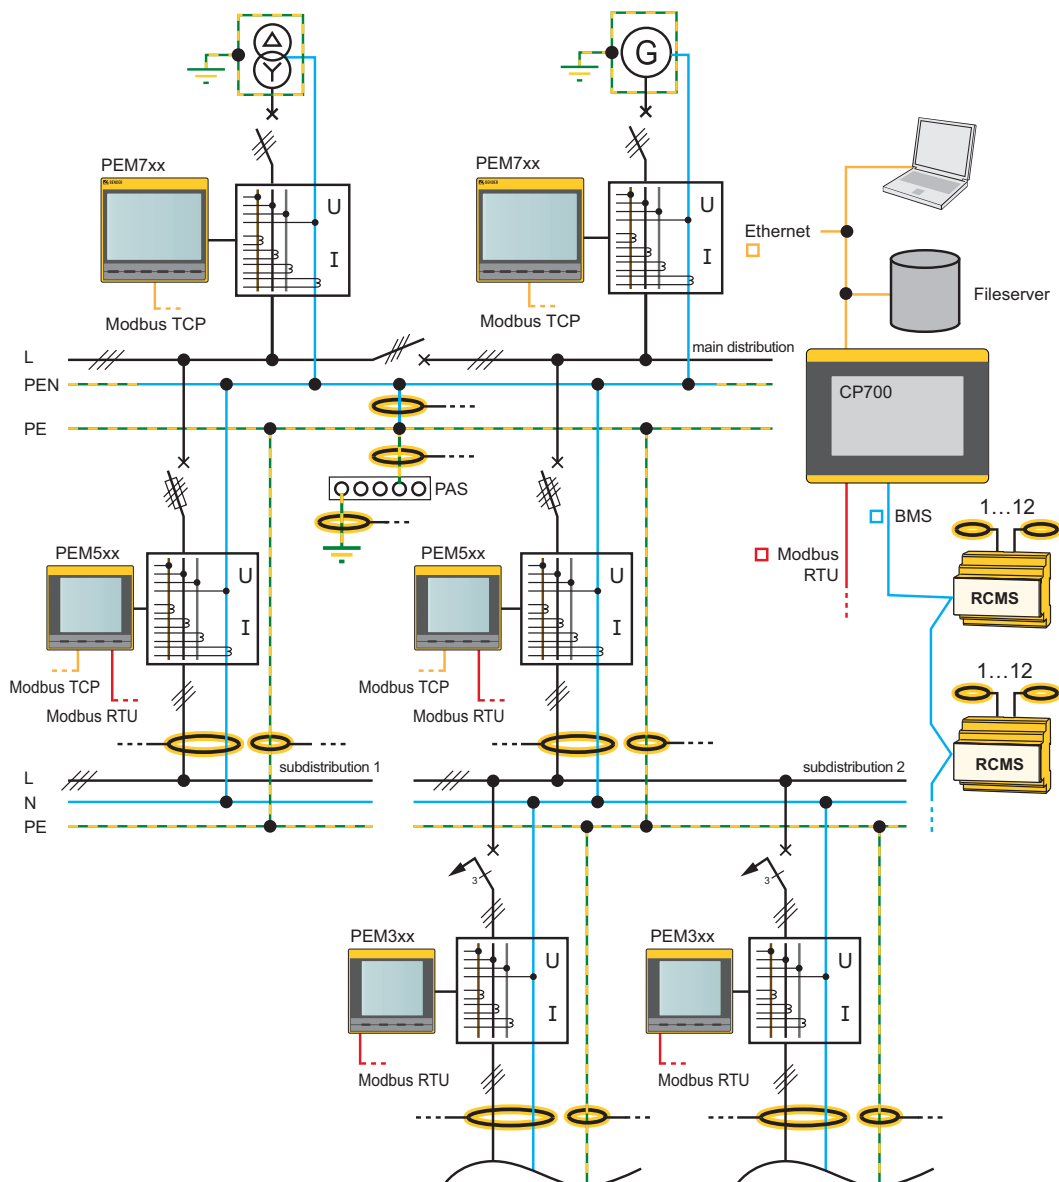 G
PEM7xx
BENDER
U
I
Modbus TCP
PEM7xx
BENDER
U
I
Modbus TCP
Ethernet
Fileserver
L
main distribution
PEN
PE
CP700
PAS
BMS
1…12
Modbus
RTU
RCMS
PEM5xx
U
I
Modbus TCP
Modbus RTU
PEM5xx
U
I
Modbus TCP
Modbus RTU
1…12
RCMS
L
subdistribution 1
subdistribution 2
N
PE
3
3
PEM3xx
U
I
Modbus RTU
PEM3xx
U
I
Modbus RTU